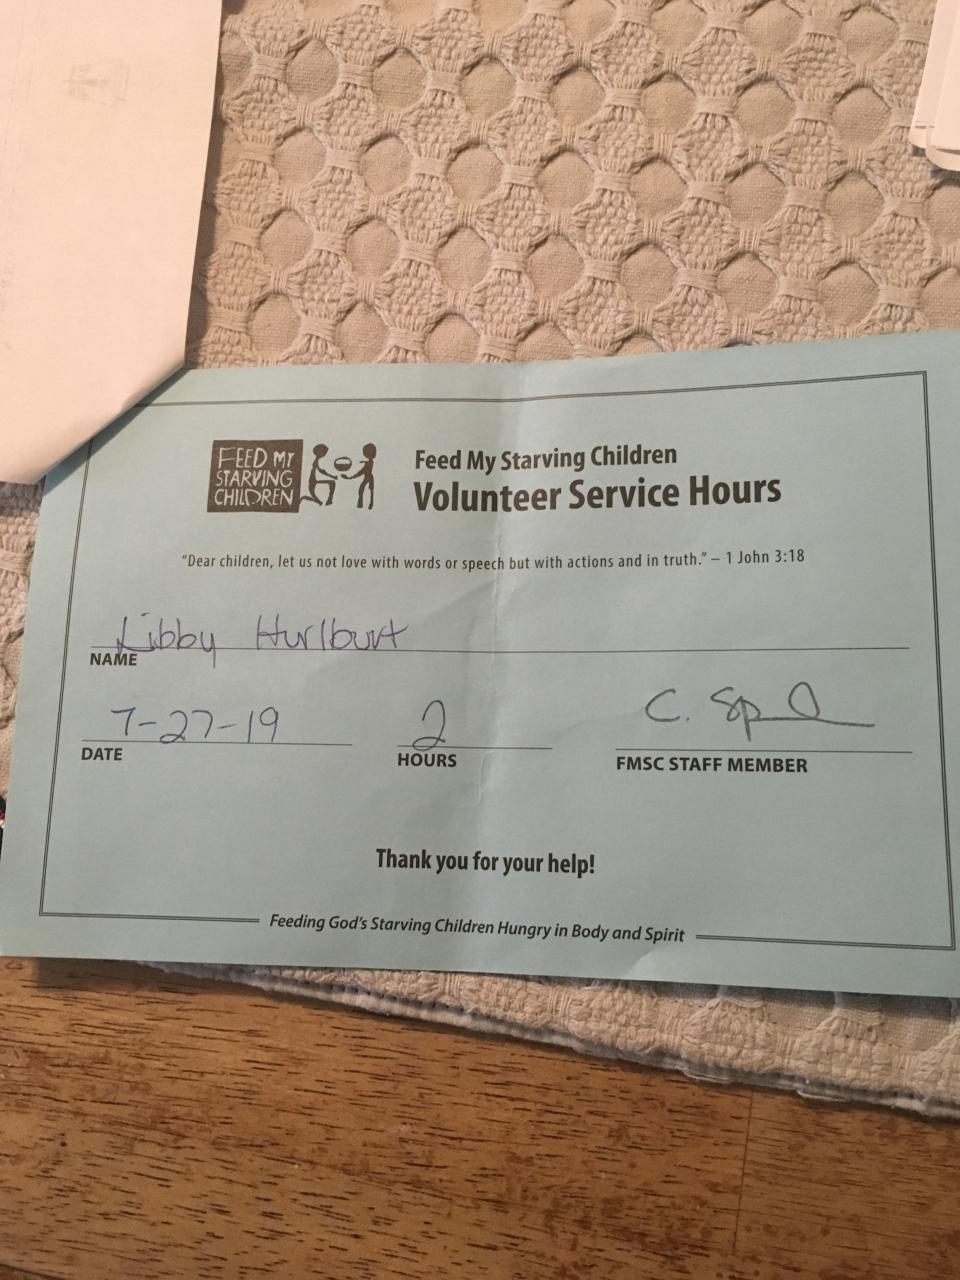 FEED MY
STARVING
CHILDREN
Feed My Starving Children
Volunteer Service Hours
“Dear children, let us not love with words or speech but with actions and in truth.” – 1 John 3:18
Libby Hurlburt
NAME
7-27-19 2 C.
DATE HOURS FMSC STAFF MEMBER
Thank you for your help!
Feeding God's Starving Children Hungry in Body and Spirit